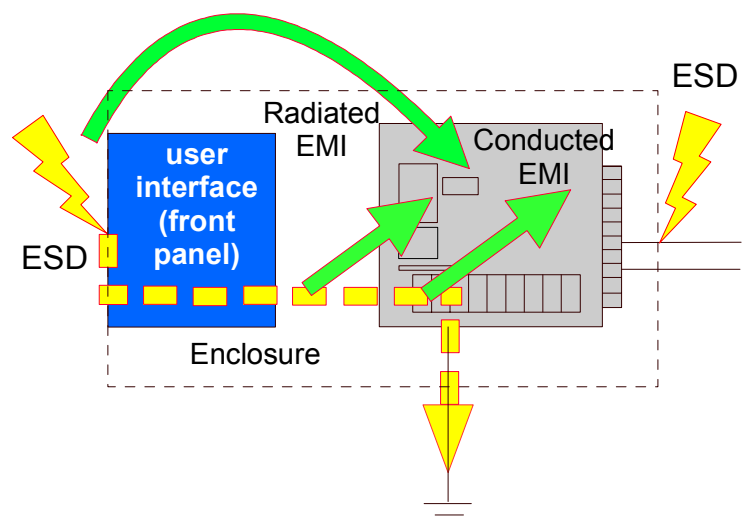 ESD
Radiated
EMI
Conducted
EMI
user
interface
(front
panel)
ESD
Enclosure